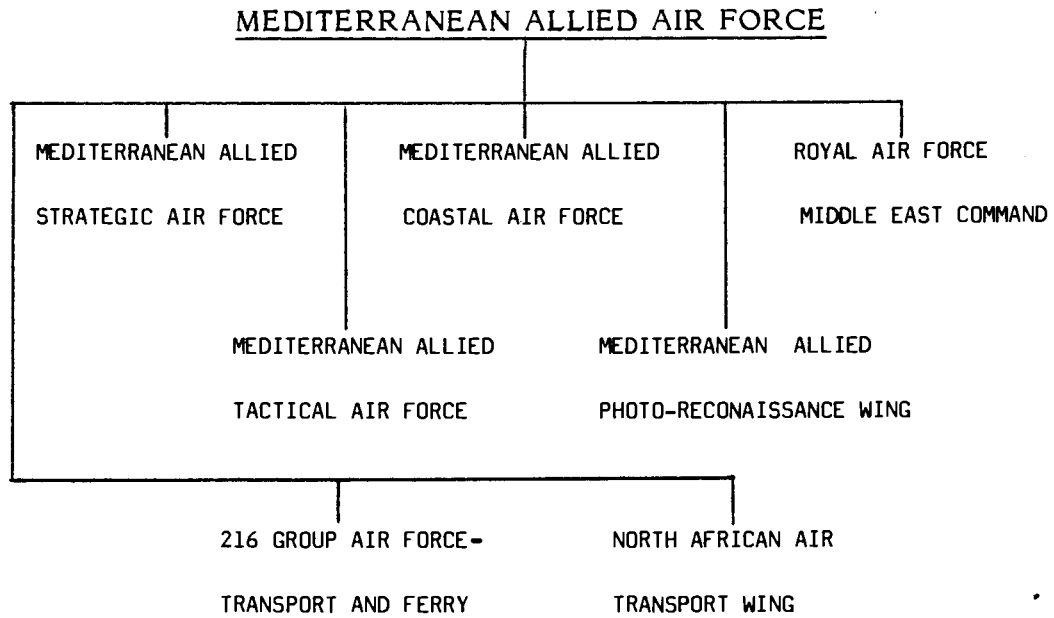 MEDITERRANEAN ALLIED AIR FORCE
MEDITERRANEAN ALLIED
STRATEGIC AIR FORCE
MEDITERRANEAN ALLIED
COASTAL AIR FORCE
ROYAL AIR FORCE
MIDDLE EAST COMMAND
MEDITERRANEAN ALLIED
TACTICAL AIR FORCE
MEDITERRANEAN ALLIED
PHOTO-RECONAISSANCE WING
216 GROUP AIR FORCE-
TRANSPORT AND FERRY
NORTH AFRICAN AIR
TRANSPORT WING